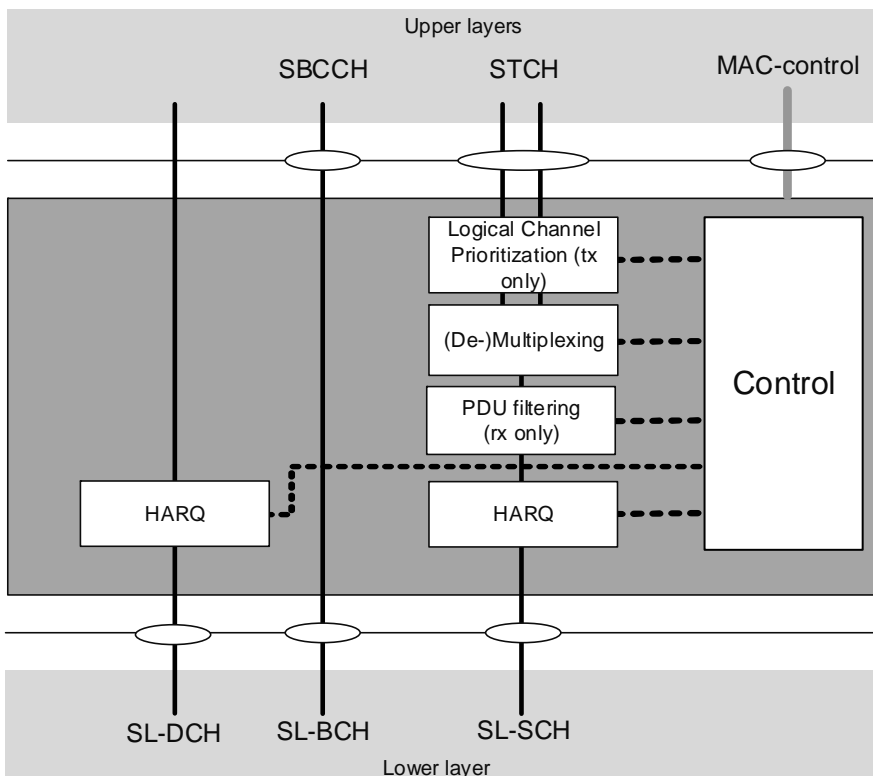 Upper layers
SBCCH
STCH
MAC-control
Logical Channel
Prioritization (tx
only)
(De-)Multiplexing
Control
PDU filtering
(rx only)
HARQ
HARQ
SL-DCH
SL-BCH
SL-SCH
Lower layer